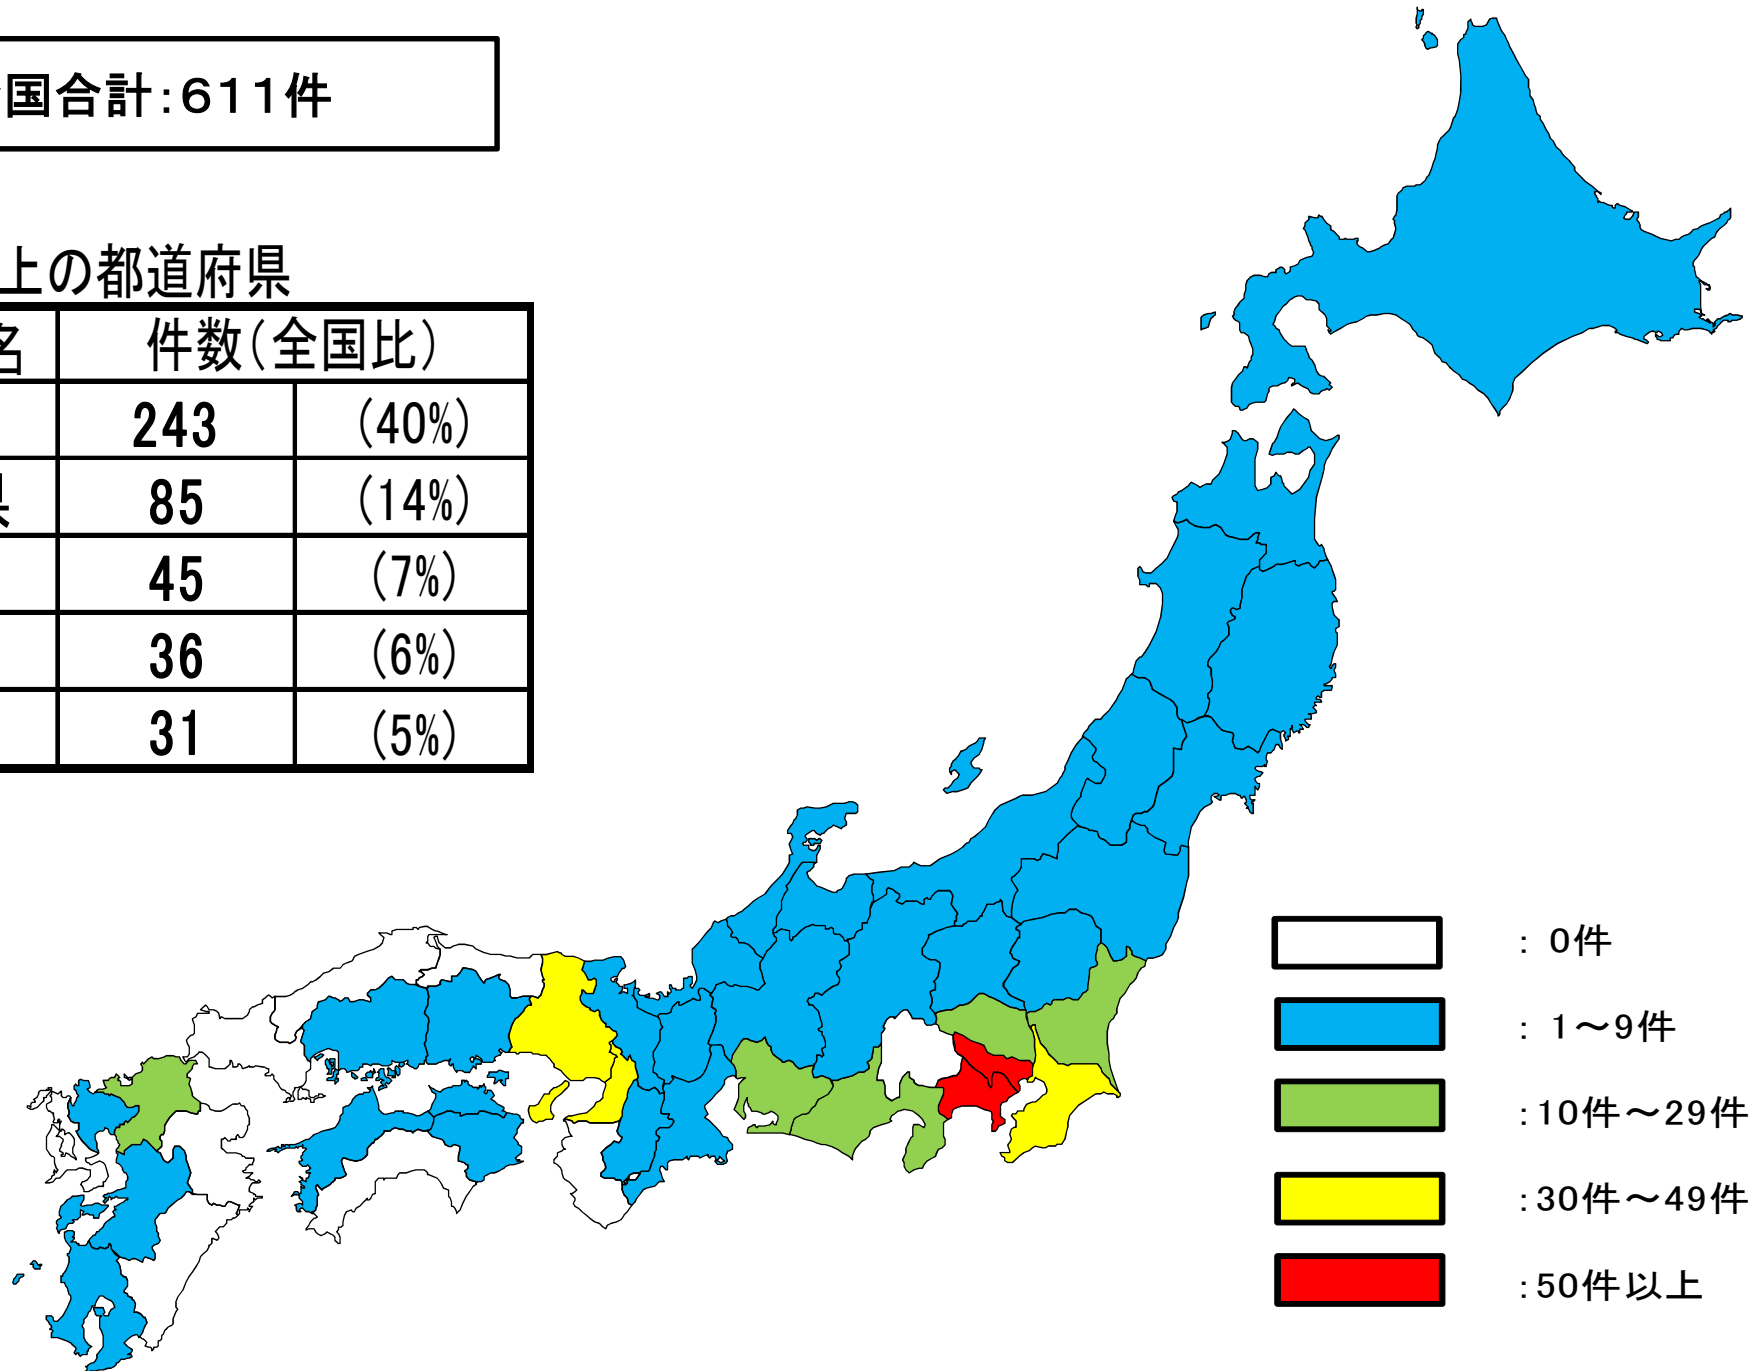 国合計:611件
上の都道府県
名 件数(全国比)
243 (40%)
県 85 (14%)
45 (7%)
36 (6%)
31 (5%)
: 0件
: 1～9件
:10件～29件
:30件～49件
:50件以上